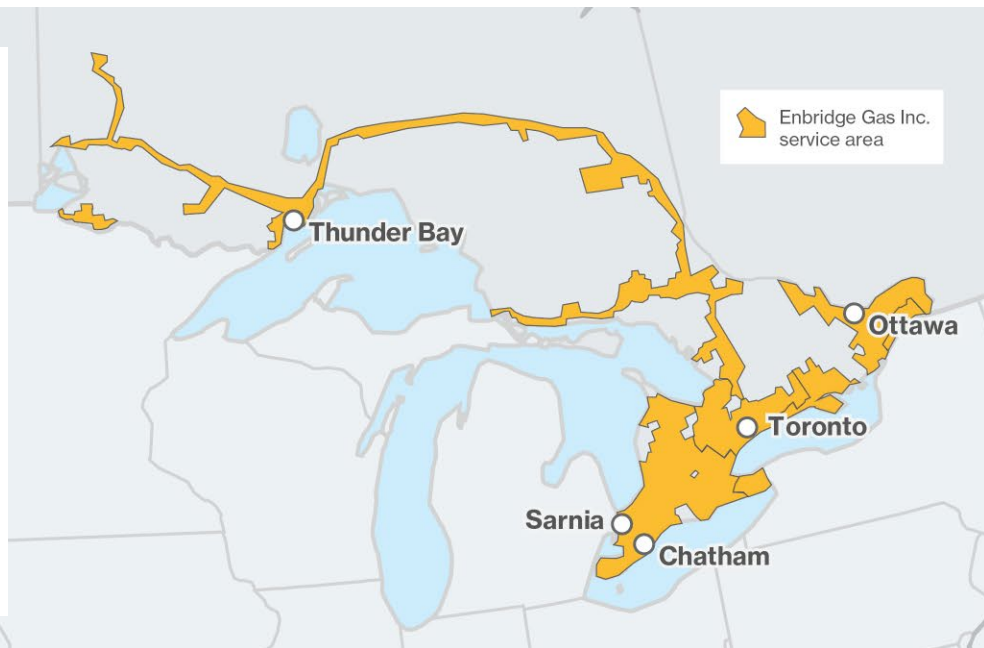 Enbridge Gas Inc.
service area
Thunder Bay
Ottawa
Toronto
Sarnia
Chatham